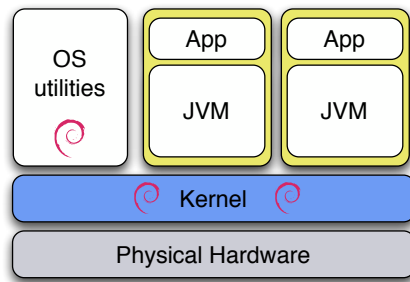 OS
utilities
App
JVM
App
JVM
Kernel
Physical Hardware